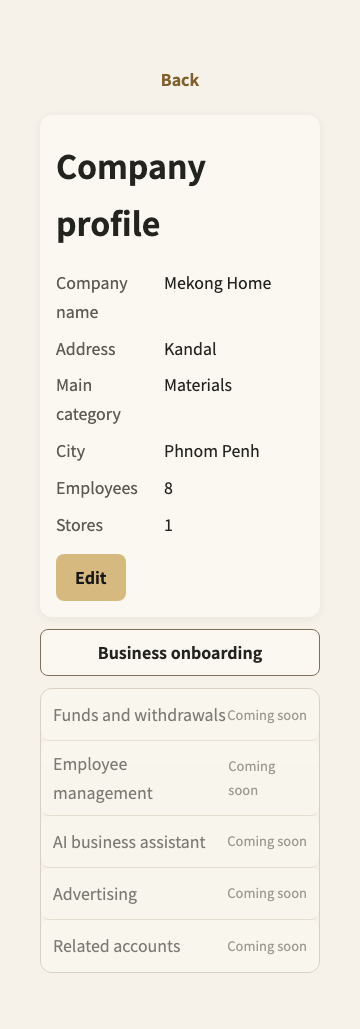 Back
Company
profile
Company Mekong Home
name
Address Kandal
Main Materials
category
City Phnom Penh
Employees 8
Stores 1
Edit
Business onboarding
Funds and withdrawals Coming soon
Employee Coming
management soon
AI business assistant Coming soon
Advertising Coming soon
Related accounts Coming soon